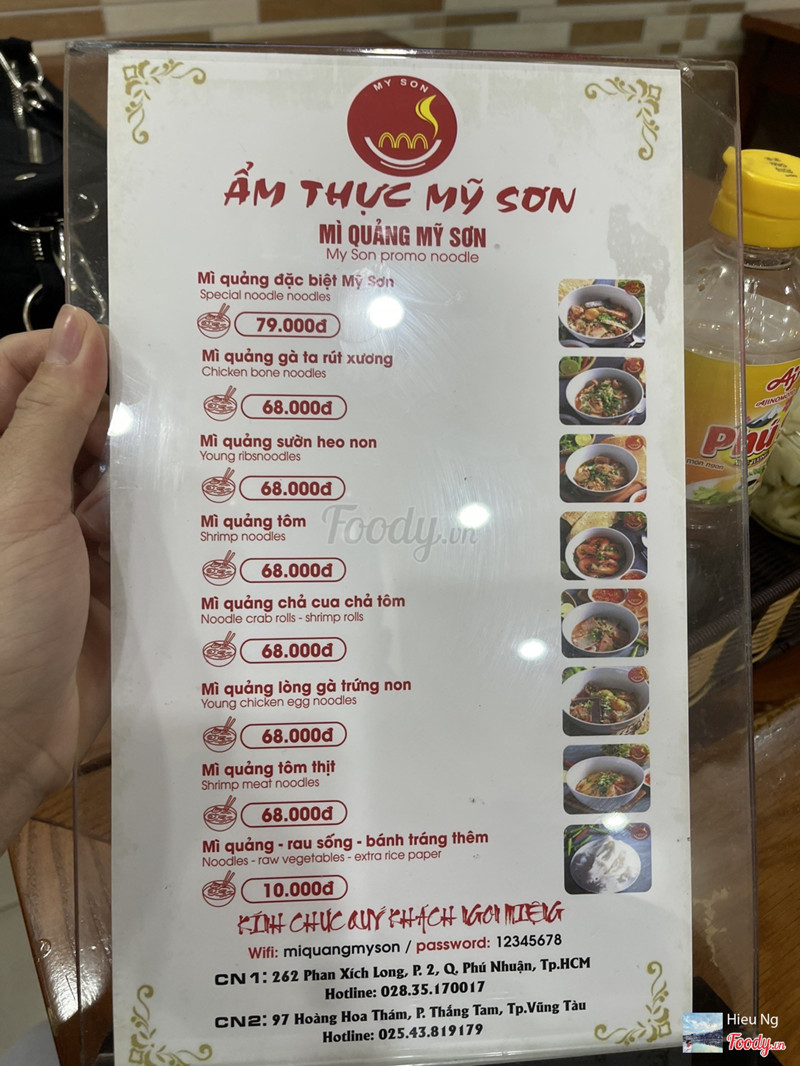 MY SON
ẨM THỰC MỸ SƠN
MÌ QUẢNG MỸ SƠN
My Son promo noodle
Mì quảng đặc biệt Mỹ Sơn
Special noodle noodles
79.000đ
Mì quảng gà ta rút xương
Chicken bone noodles
68.000đ
Mì quảng sườn heo non
Young ribsnoodles
68.000đ
Mì quảng tôm
Shrimp noodles
68.000đ
Mì quảng chả cua chả tôm
Noodle crab rolls - shrimp rolls
68.000đ
Mì quảng lòng gà trứng non
Young chicken egg noodles
68.000đ
Mì quảng tôm thịt
Shrimp meat noodles
68.000đ
Mì quảng - rau sống - bánh tráng thêm
Noodles - raw vegetables - extra rice paper
10.000đ
KÍNH CHÚC QUÝ KHÁCH NGON MIỆNG
Wifi: miquangmyson / password: 12345678
CN1: 262 Phan Xích Long, P. 2, Q. Phú Nhuận, Tp.HCM
Hotline: 028.35.170017
CN2: 97 Hoàng Hoa Thám, P. Thắng Tam, Tp.Vũng Tàu
Hotline: 025.43.819179
Foody.vn
Phú
Hieu Ng
Foody.vn